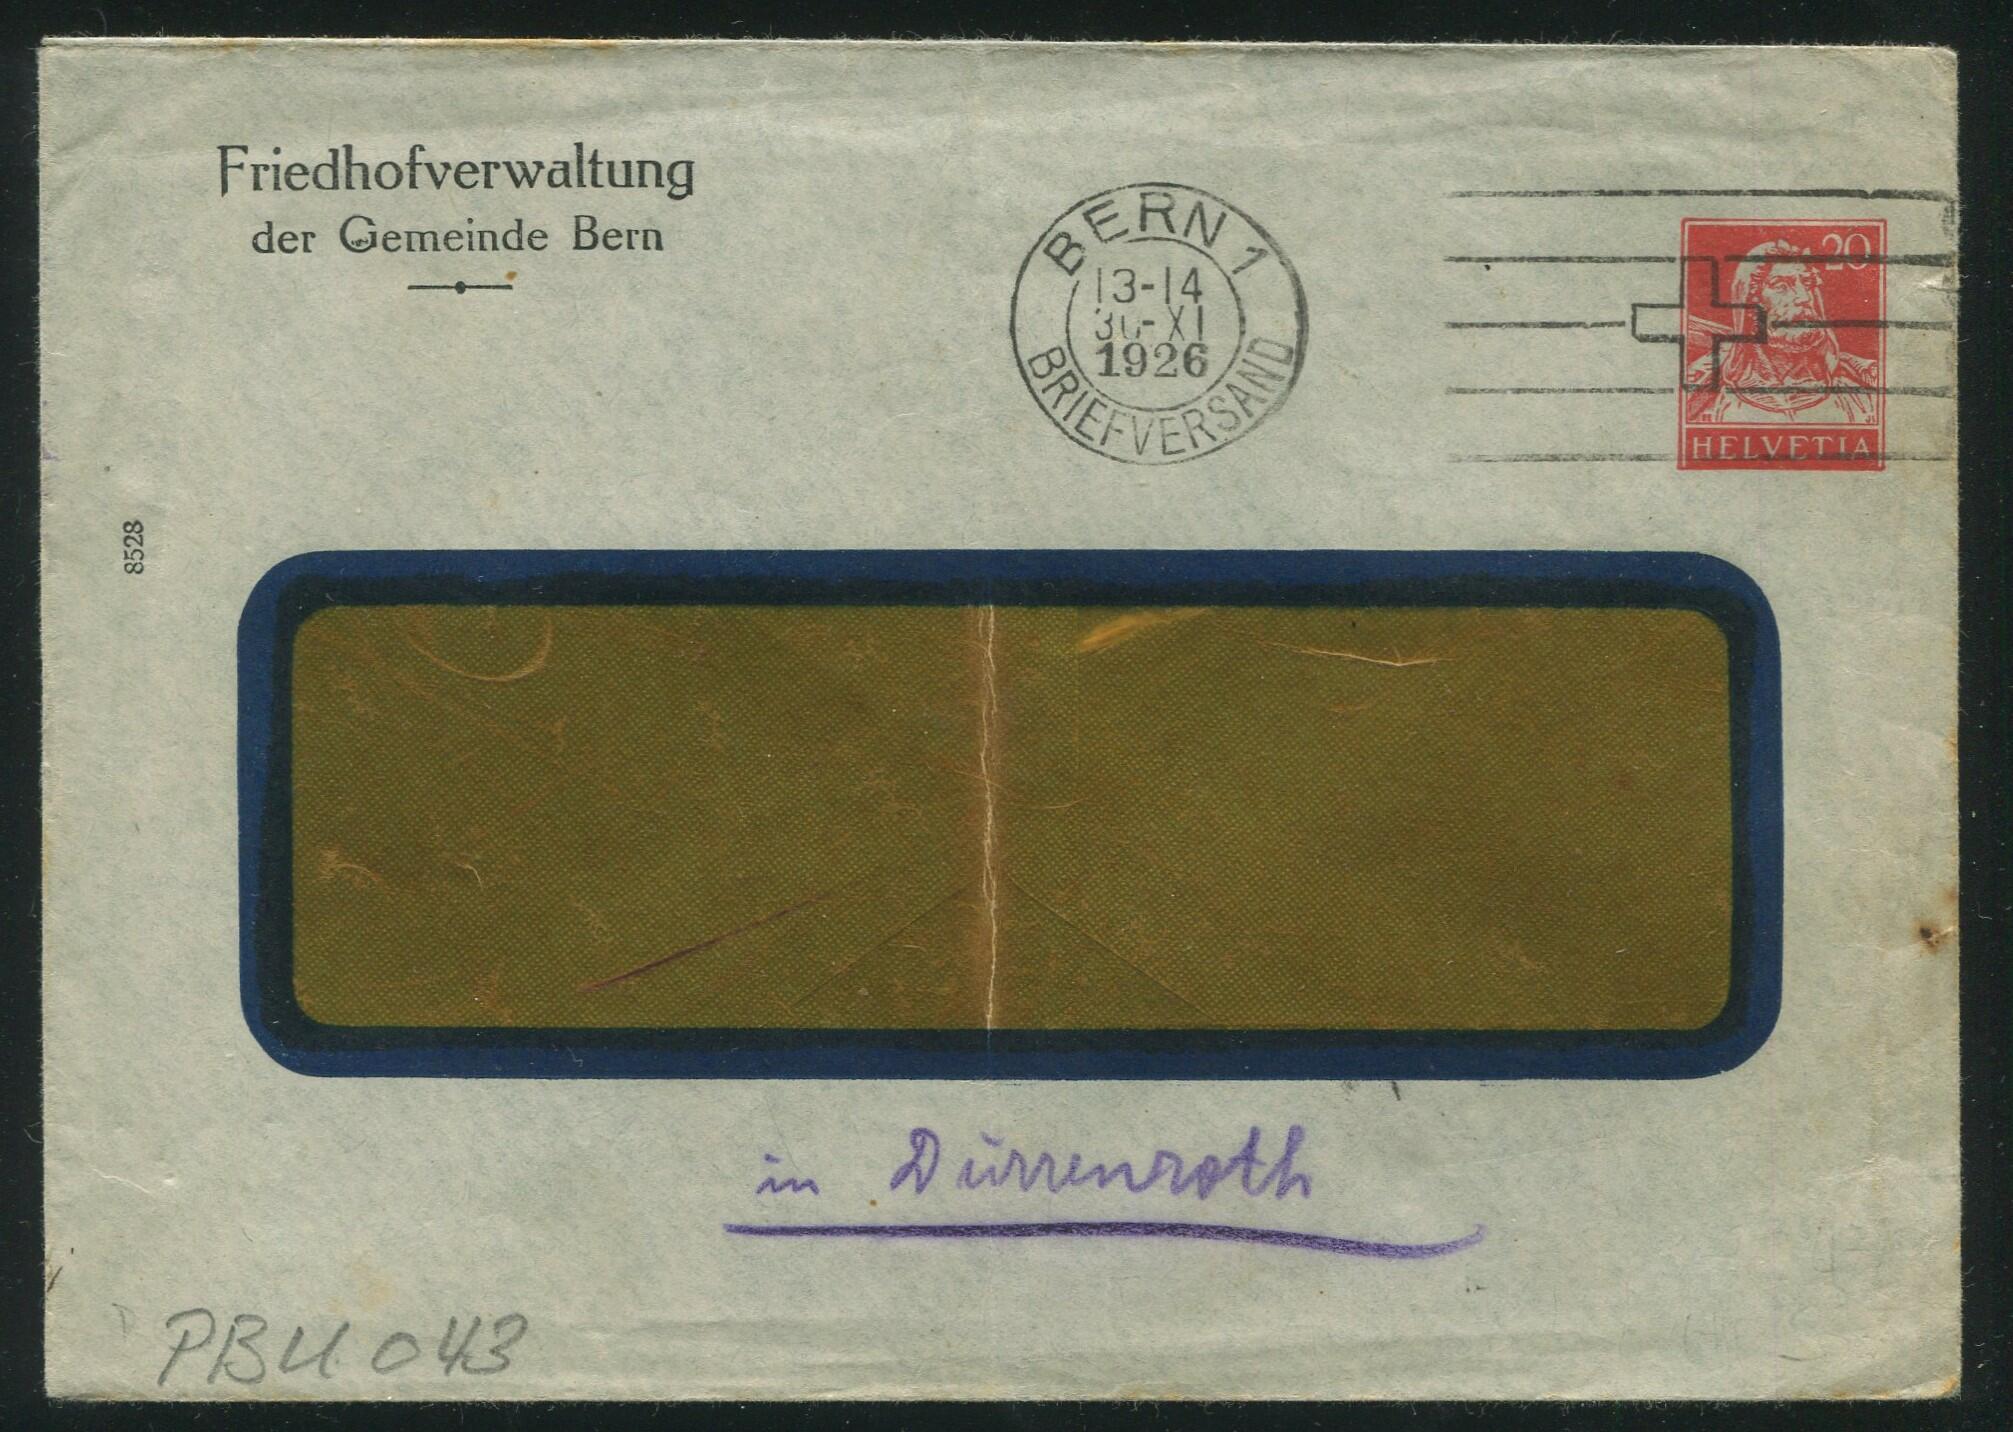 Friedhofverwaltung
der Gemeinde Bern
BERN 1
13-14
30-XI
1926
BRIEFVERSAND
20
HELVETIA
8528
in Dürrenroth
PBU 043